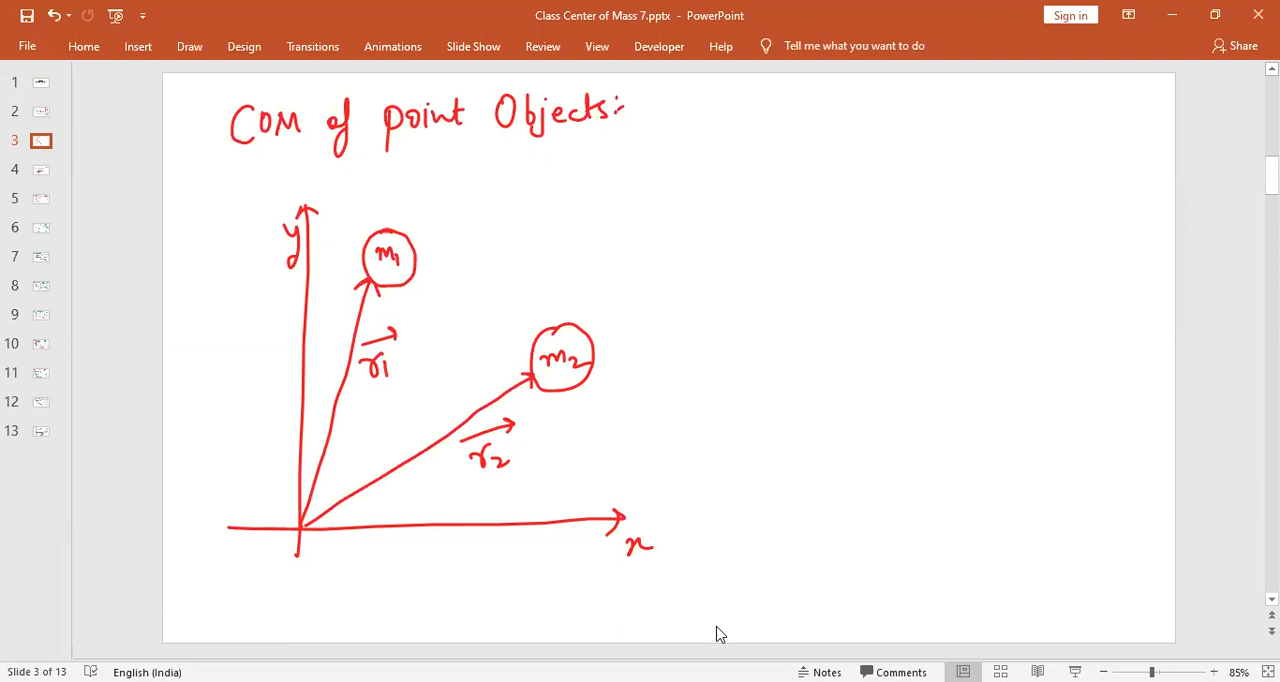 Class Center of Mass 7.pptx - PowerPoint
Sign in
File Home Insert Draw Design Transitions Animations Slide Show Review View Developer Help Tell me what you want to do Share
1
2
3
4
5
6
7
8
9
10
11
12
13
COM of point Objects:-
y
m1
r1
m2
r2
x
Slide 3 of 13 English (India) Notes Comments 85%